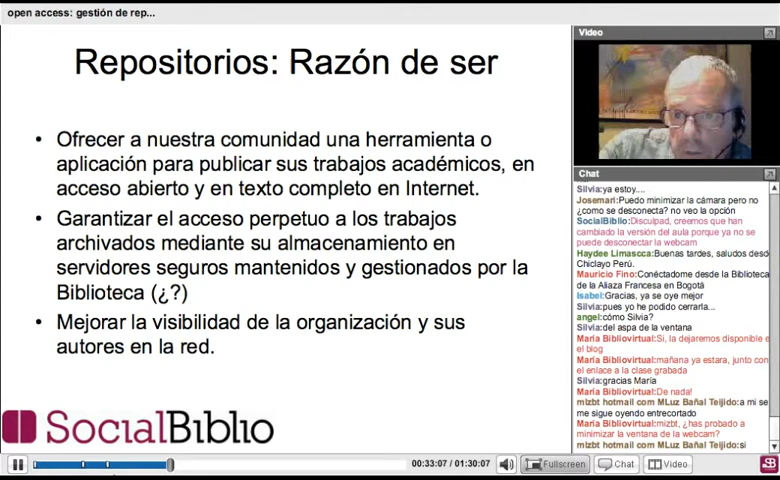 open access: gestión de rep...
Repositorios: Razón de ser
• Ofrecer a nuestra comunidad una herramienta o
aplicación para publicar sus trabajos académicos, en
acceso abierto y en texto completo en Internet.
• Garantizar el acceso perpetuo a los trabajos
archivados mediante su almacenamiento en
servidores seguros mantenidos y gestionados por la
Biblioteca (¿?)
• Mejorar la visibilidad de la organización y sus
autores en la red.
SocialBiblio
Video
Chat
Silvia:ya estoy....
Josemari:Puedo minimizar la cámara pero no
¿como se desconecta? no veo la opción
SocialBiblio:Disculpad, creemos que han
cambiado la versión del aula porque ya no se
puede desconectar la webcam
Haydee Limascca:Buenas tardes, saludos desd
Chiclayo Perú.
Mauricio Fino:Conéctadome desde la Biblioteca
de la Aliaza Francesa en Bogotá
Isabel:Gracias, ya se oye mejor
Silvia:pues yo he podido cerrarla...
angel:cómo Silvia?
Silvia:del aspa de la ventana
María Bibliovirtual:Si, la dejaremos disponible e
el blog
María Bibliovirtual:mañana ya estara, junto con
el enlace a la clase grabada
Silvia:gracias María
María Bibliovirtual:De nada!
mizbt hotmail com MLuz Bañal Teijido:a mi se
me sigue oyendo entrecortado
María Bibliovirtual:mizbt, ¿has probado a
minimizar la ventana de la webcam?
mizbt hotmail com MLuz Bañal Teijido:si
00:33:07 / 01:30:07
Fullscreen
Chat
Video
SB